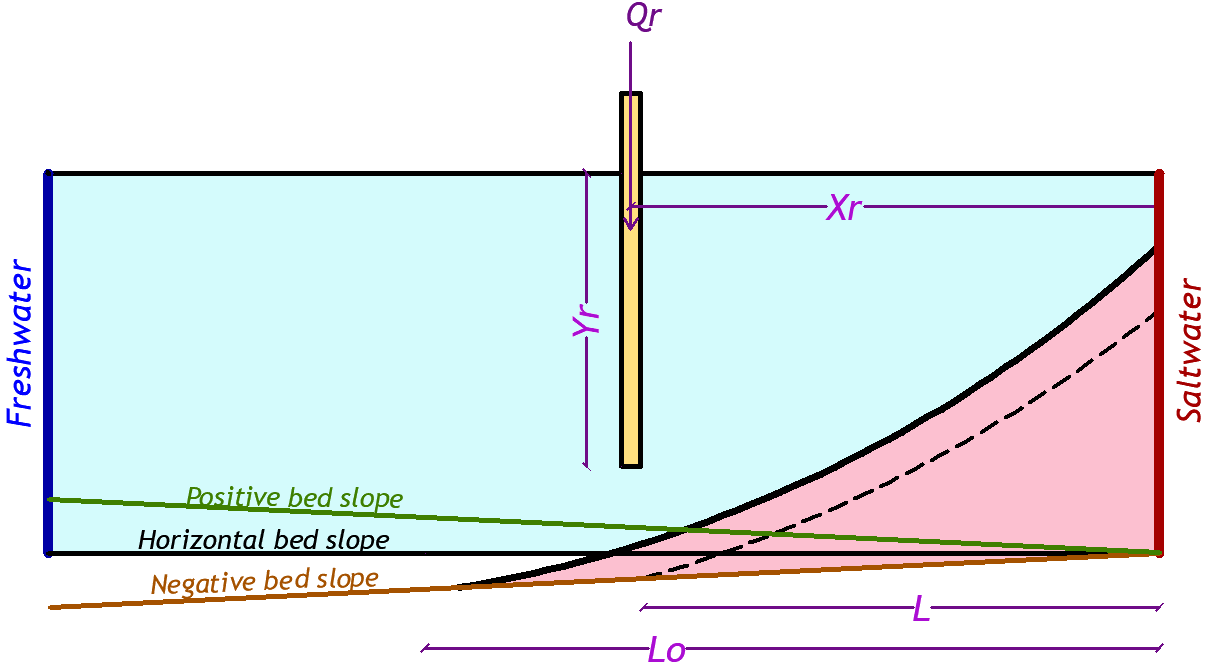 Qr
Xr
Freshwater
Yr
Saltwater
Positive bed slope
Horizontal bed slope
Negative bed slope
L
Lo